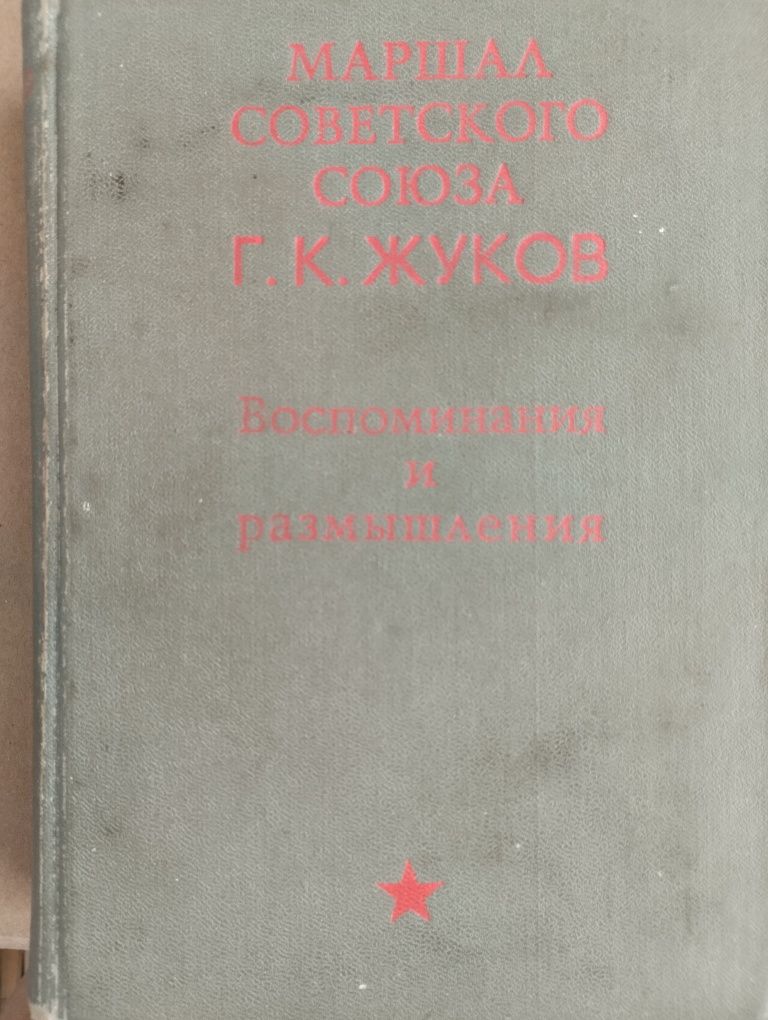 МАРШАЛ
СОВЕТСКОГО
СОЮЗА
Г. К. ЖУКОВ
Воспоминания
и
размышления